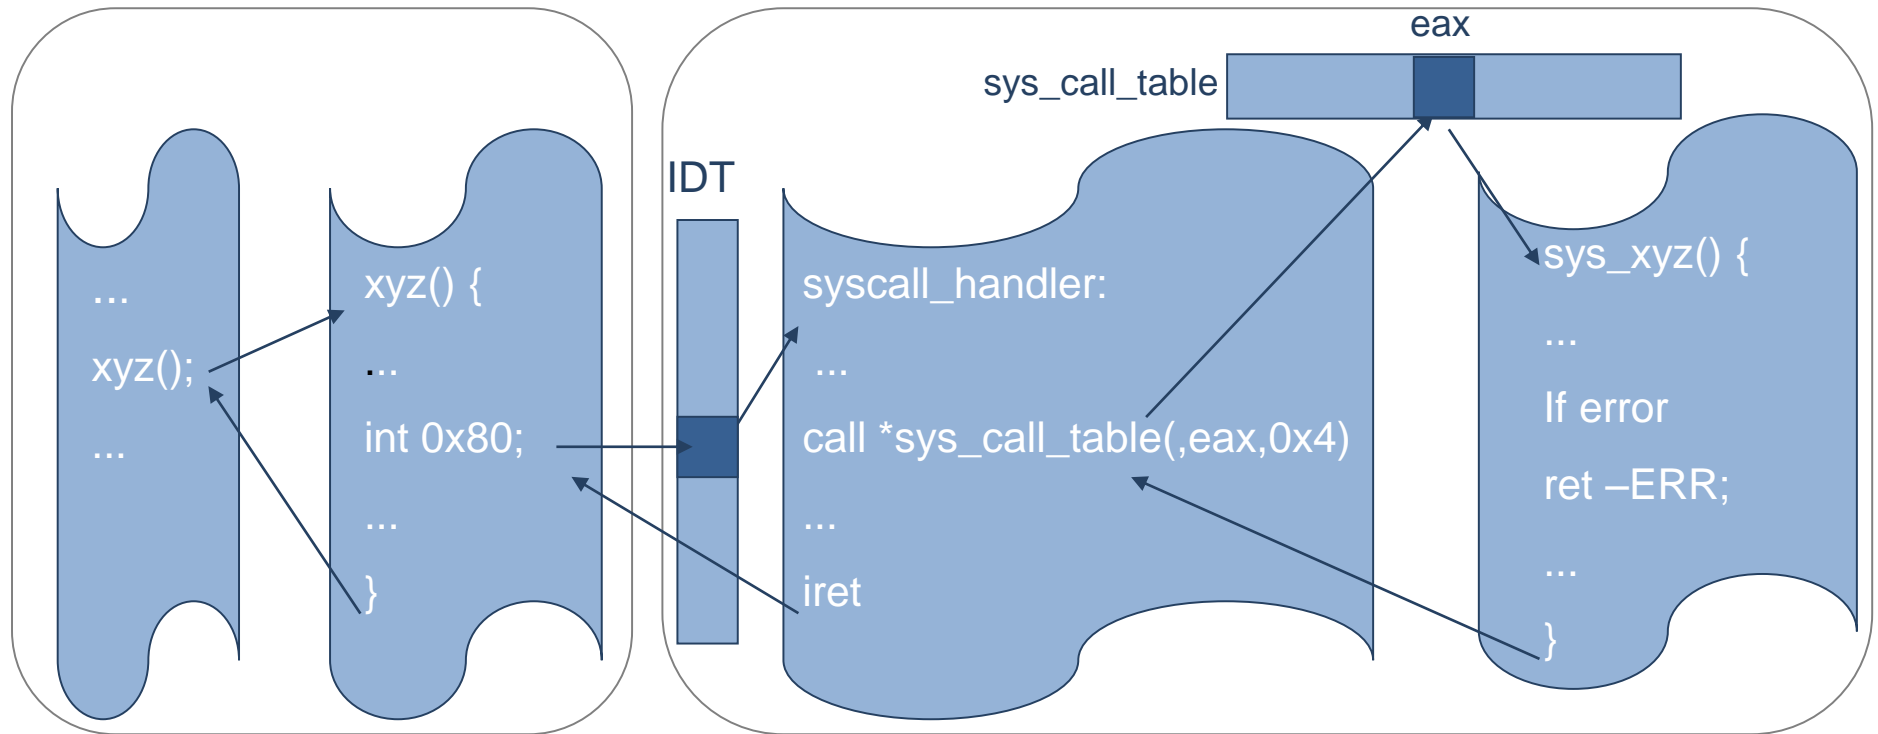 eax
sys_call_table
IDT
...
xyz();
...
xyz() {
....
int 0x80;
...
}
syscall_handler:
...
call *sys_call_table(,eax,0x4)
...
iret
sys_xyz() {
...
If error
ret –ERR;
...
}